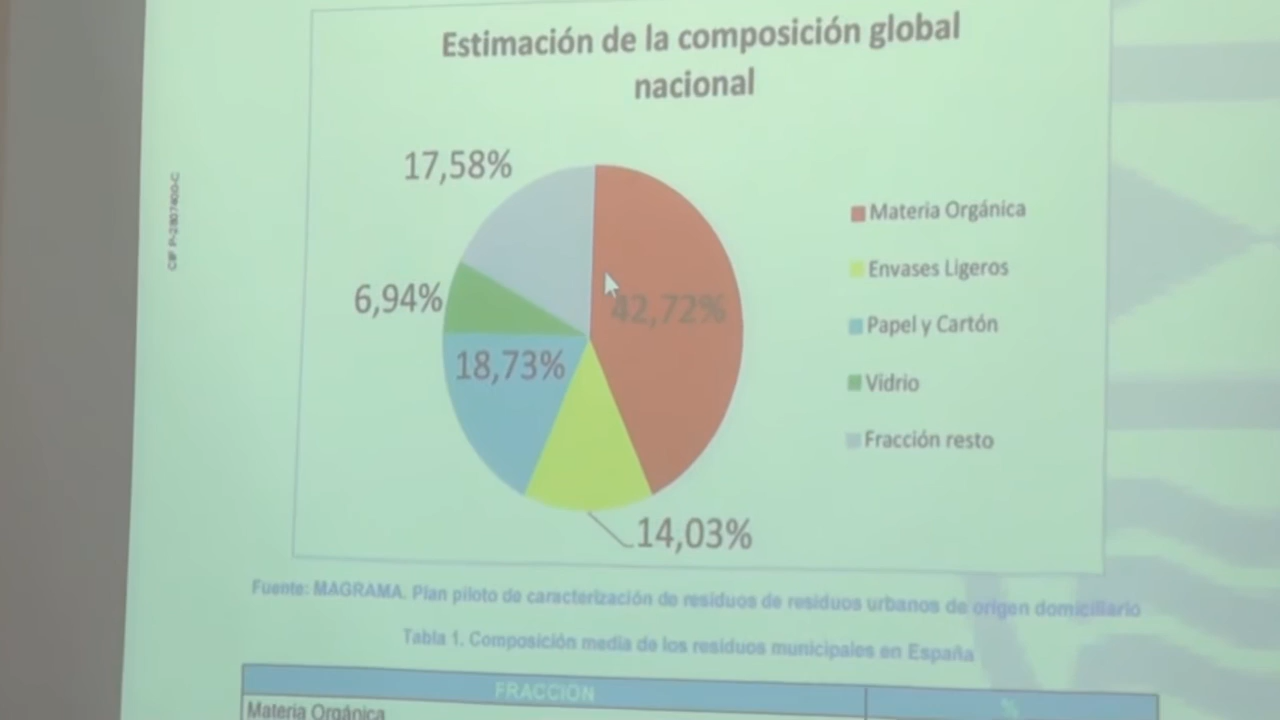 Estimación de la composición global
nacional
17,58%
6,94%
42,72%
18,73%
14,03%
Materia Orgánica
Envases Ligeros
Papel y Cartón
Vidrio
Fracción resto
Fuente: MAGRAMA. Plan piloto de caracterización de residuos de residuos urbanos de origen domiciliario
Tabla 1. Composición media de los residuos municipales en España
FRACCIÓN
%
Materia Orgánica